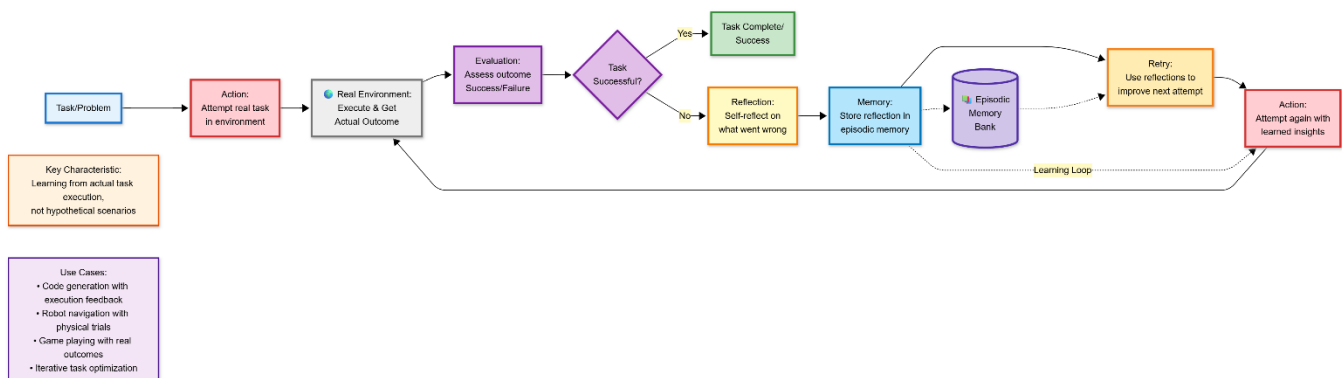 Task/Problem
Action:
Attempt real task
in environment
Real Environment:
Execute & Get
Actual Outcome
Evaluation:
Assess outcome
Success/Failure
Task
Successful?
Yes
Task Complete/
Success
No
Reflection:
Self-reflect on
what went wrong
Memory:
Store reflection in
episodic memory
Episodic
Memory
Bank
Retry:
Use reflections to
improve next attempt
Action:
Attempt again with
learned insights
Learning Loop
Key Characteristic:
Learning from actual task
execution,
not hypothetical scenarios
Use Cases:
• Code generation with
execution feedback
• Robot navigation with
physical trials
• Game playing with real
outcomes
• Iterative task optimization